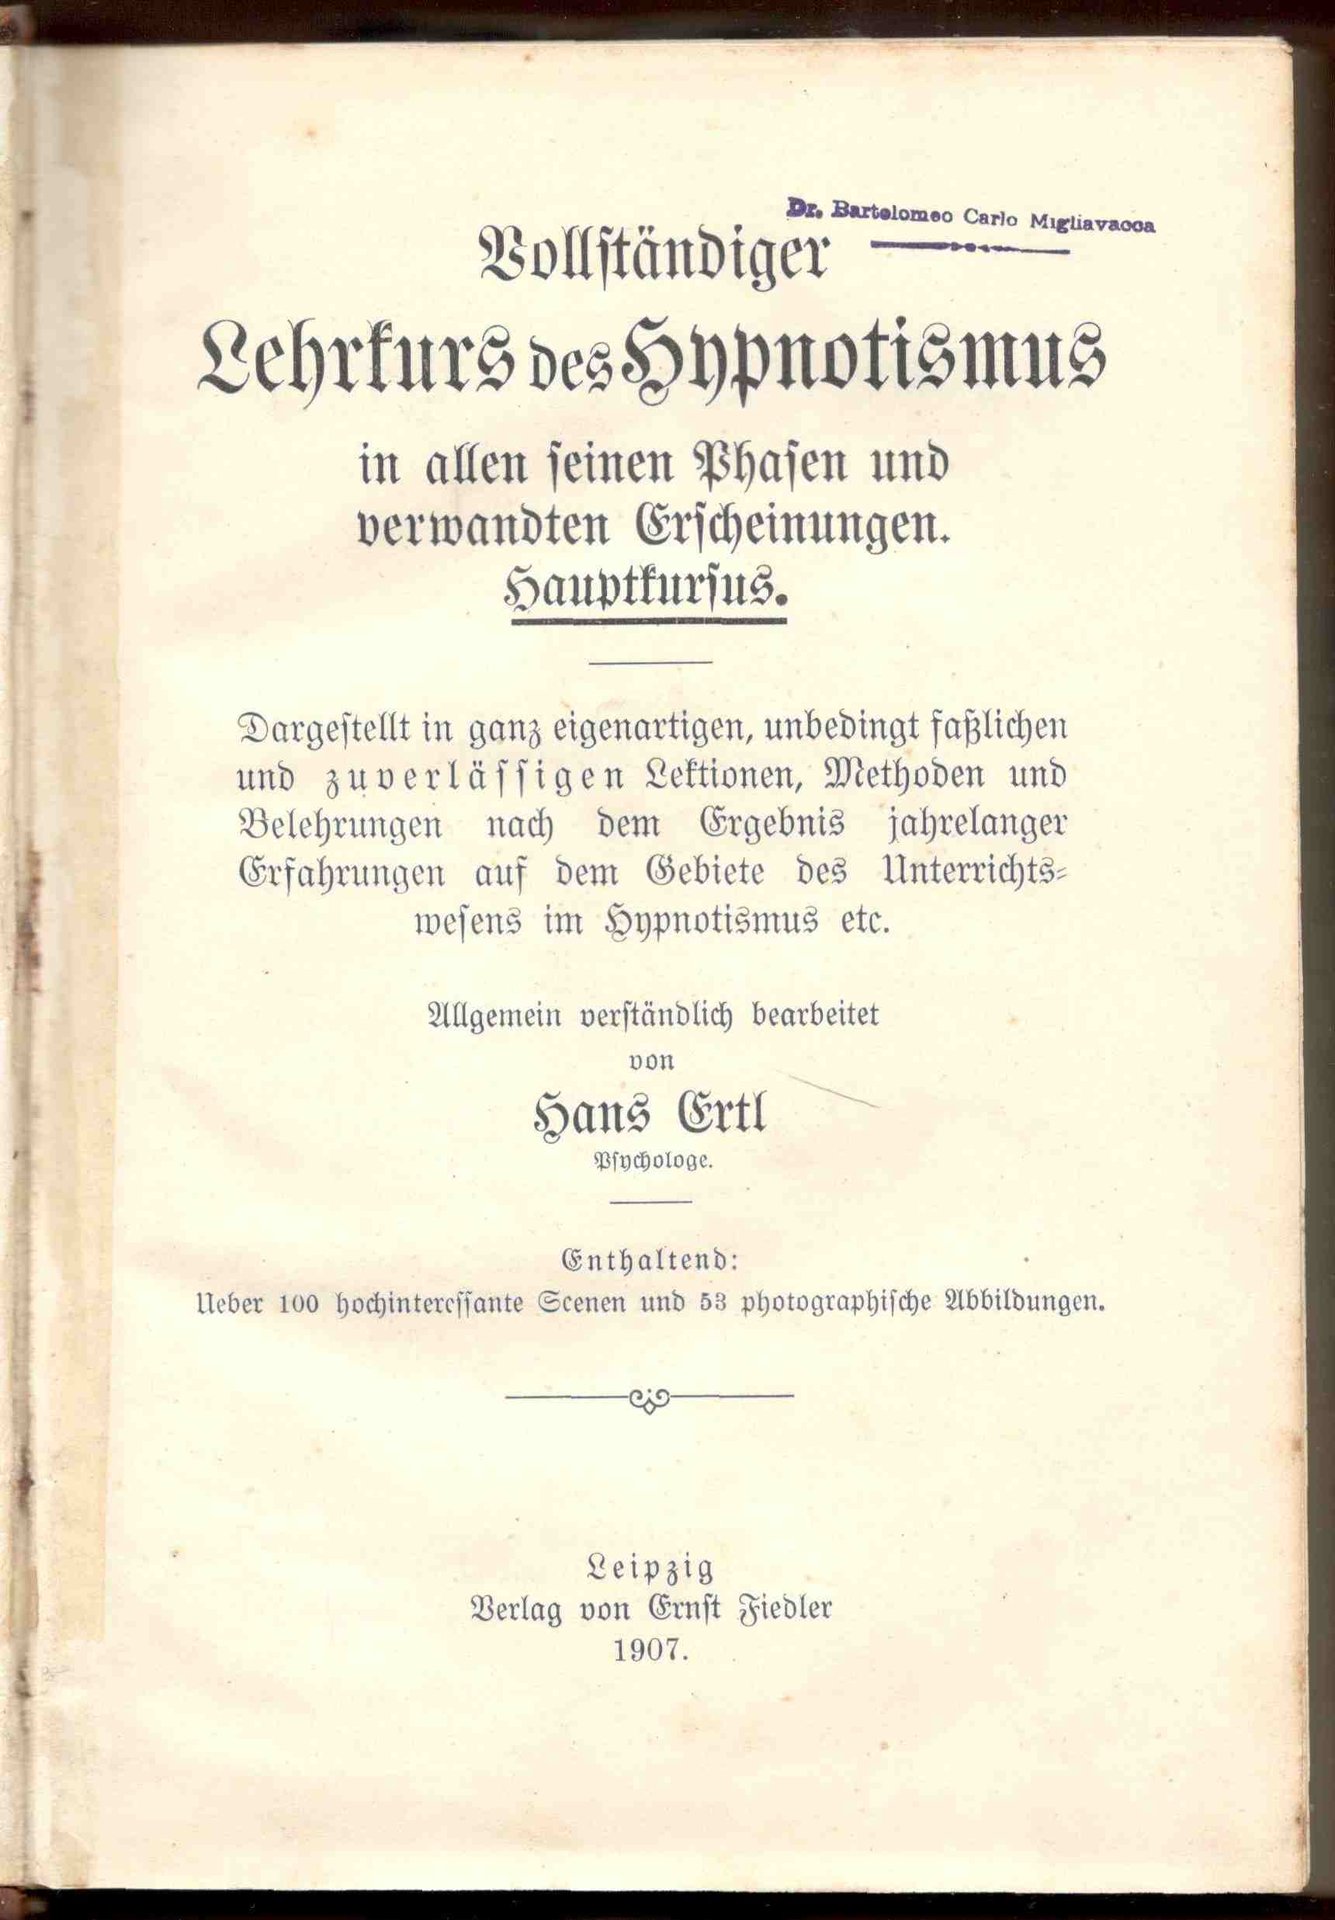 Dr. Bartolomeo Carlo Migliavacca
Vollständiger
Lehrkurs des Hypnotismus
in allen seinen Phasen und
verwandten Erscheinungen.
Hauptkursus.
Dargestellt in ganz eigenartigen, unbedingt faßlichen
und zuverlässigen Lektionen, Methoden und
Belehrungen nach dem Ergebnis jahrelanger
Erfahrungen auf dem Gebiete des Unterrichts-
wesens im Hypnotismus etc.
Allgemein verständlich bearbeitet
von
Hans Ertl
Psychologe.
Enthaltend:
Ueber 100 hochinteressante Scenen und 53 photographische Abbildungen.
Leipzig
Verlag von Ernst Fiedler
1907.